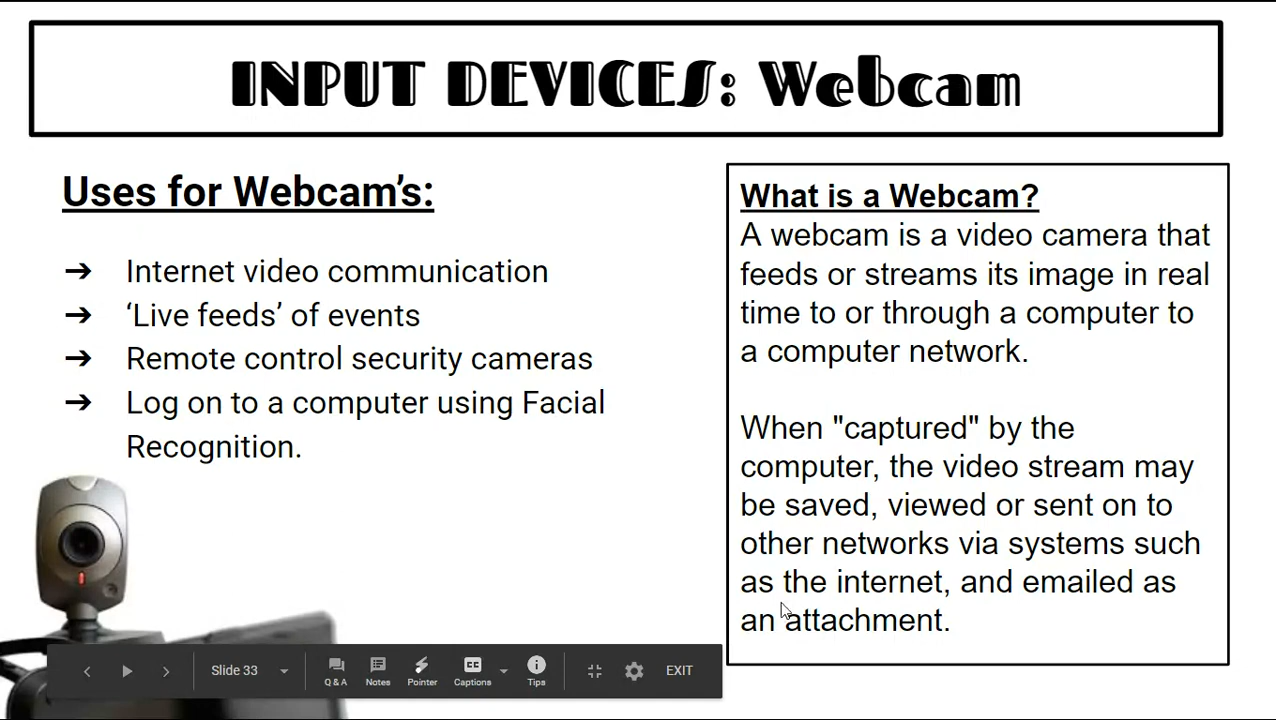 INPUT DEVICES: Webcam
Uses for Webcam's:
➔ Internet video communication
➔ ‘Live feeds’ of events
➔ Remote control security cameras
➔ Log on to a computer using Facial
Recognition.
What is a Webcam?
A webcam is a video camera that
feeds or streams its image in real
time to or through a computer to
a computer network.
When "captured" by the
computer, the video stream may
be saved, viewed or sent on to
other networks via systems such
as the internet, and emailed as
an attachment.
Slide 33
Q & A
Notes
Pointer
CC
Captions
Tips
EXIT